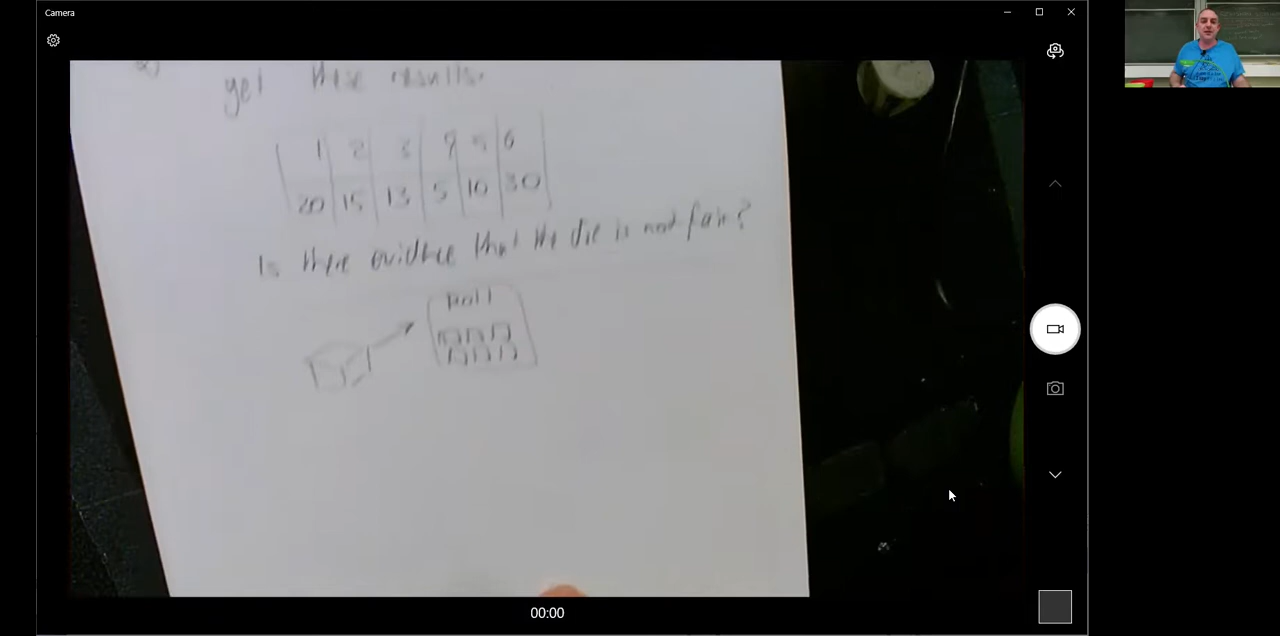 Camera
get these results.
1 2 3 4 5 6
20 15 13 5 10 30
Is there evidence that the die is not fair?
Roll
00:00